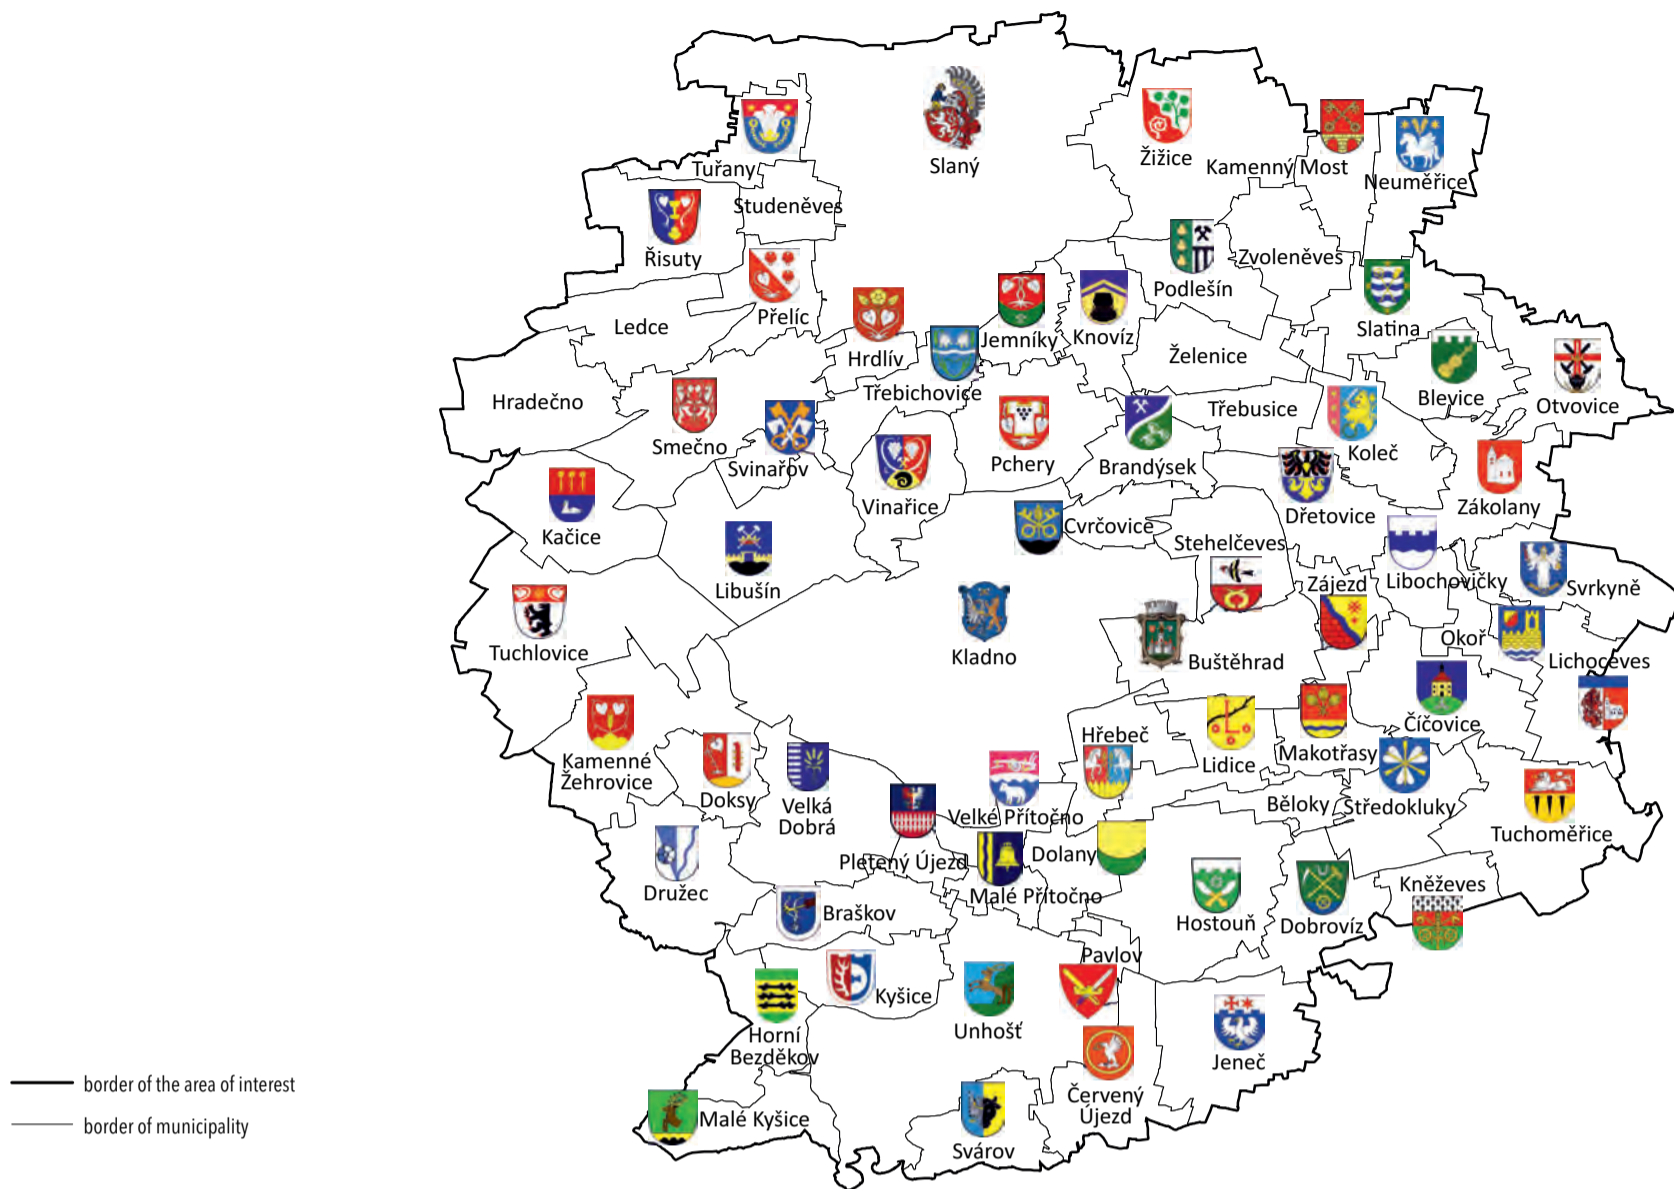 Slaný
Žižice
Tuřany
Kamenný Most
Neuměřice
Studeněves
Řisuty
Zvoleněves
Podlešín
Přelíc
Ledce
Slatina
Jemníky
Knovíz
Hrdlív
Želenice
Třebichovice
Blevice
Otvovice
Hradečno
Třebusice
Smečno
Svinařov
Koleč
Pchery
Brandýsek
Vinařice
Zákolany
Dřetovice
Cvrčovice
Kačice
Stehelčeves
Libušín
Zájezd
Libochovičky
Svrkyně
Okoř
Tuchlovice
Kladno
Buštěhrad
Lichoceves
Číčovice
Hřebeč
Makotřasy
Lidice
Kamenné
Žehrovice
Doksy
Velká
Dobrá
Běloky
Středokluky
Velké Přítočno
Tuchoměřice
Dolany
Pletený Újezd
Družec
Malé Přítočno
Kněževes
Braškov
Hostouň
Dobrovíz
Pavlov
Kyšice
Unhošť
Horní
Bezděkov
Jeneč
border of the area of interest
Červený
Újezd
Malé Kyšice
border of municipality
Svárov